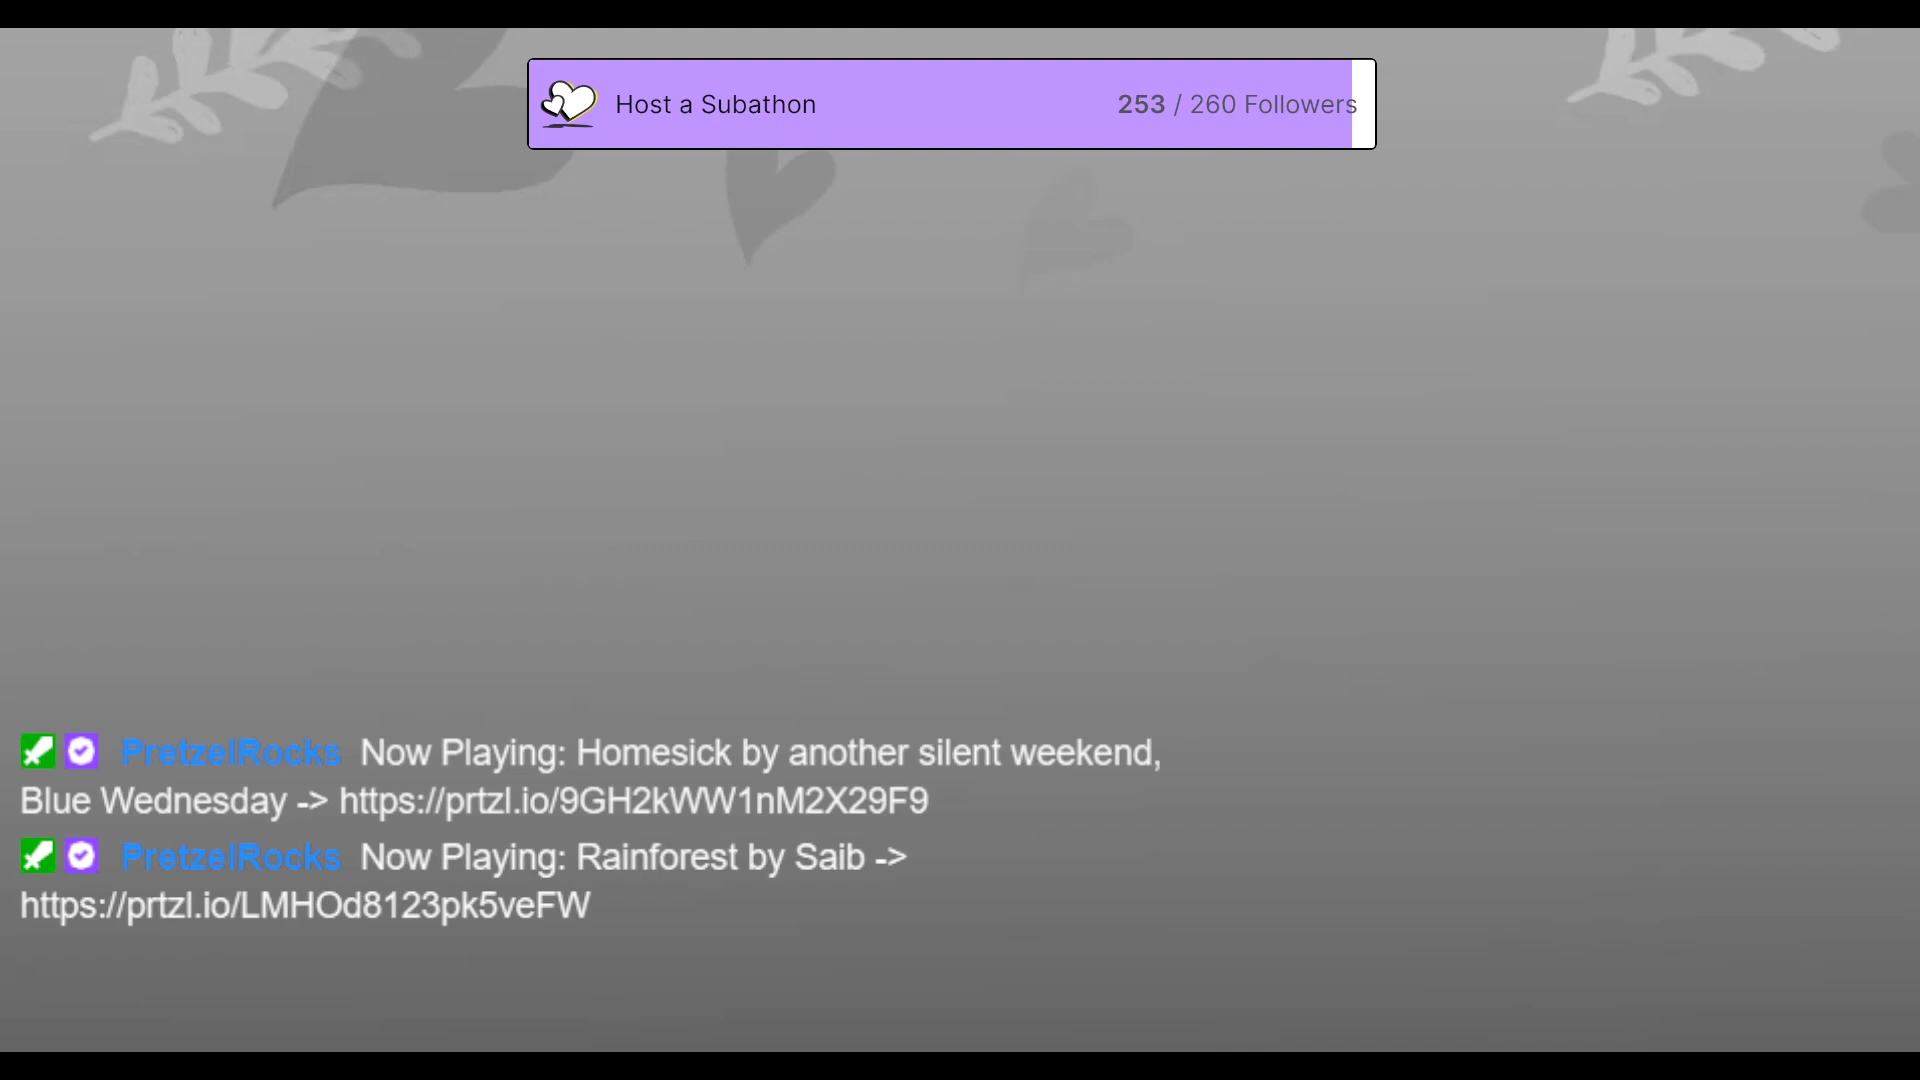 Host a Subathon 253 / 260 Followers
PretzelRocks Now Playing: Homesick by another silent weekend,
Blue Wednesday -> https://prtzl.io/9GH2kWW1nM2X29F9
PretzelRocks Now Playing: Rainforest by Saib ->
https://prtzl.io/LMHOd8123pk5veFW